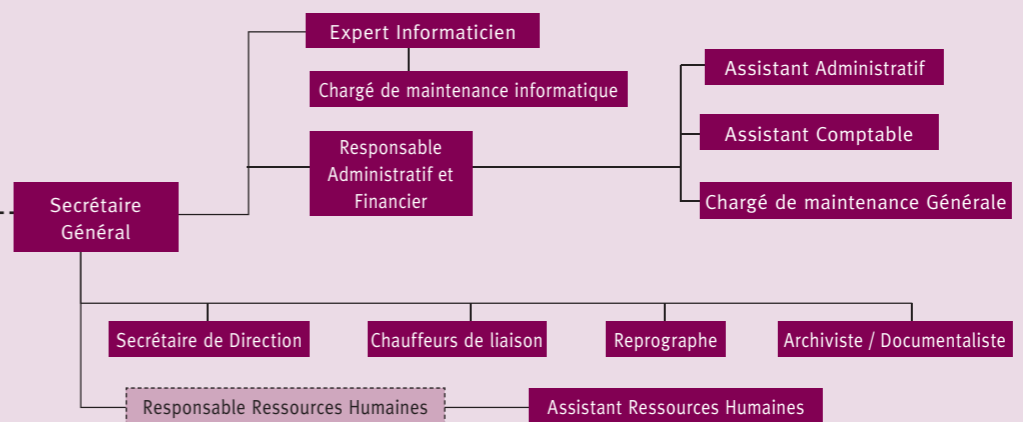 Expert Informaticien
Chargé de maintenance informatique
Assistant Administratif
Assistant Comptable
Responsable
Administratif et
Financier
Chargé de maintenance Générale
Secrétaire
Général
Secrétaire de Direction
Chauffeurs de liaison
Reprographe
Archiviste / Documentaliste
Responsable Ressources Humaines
Assistant Ressources Humaines